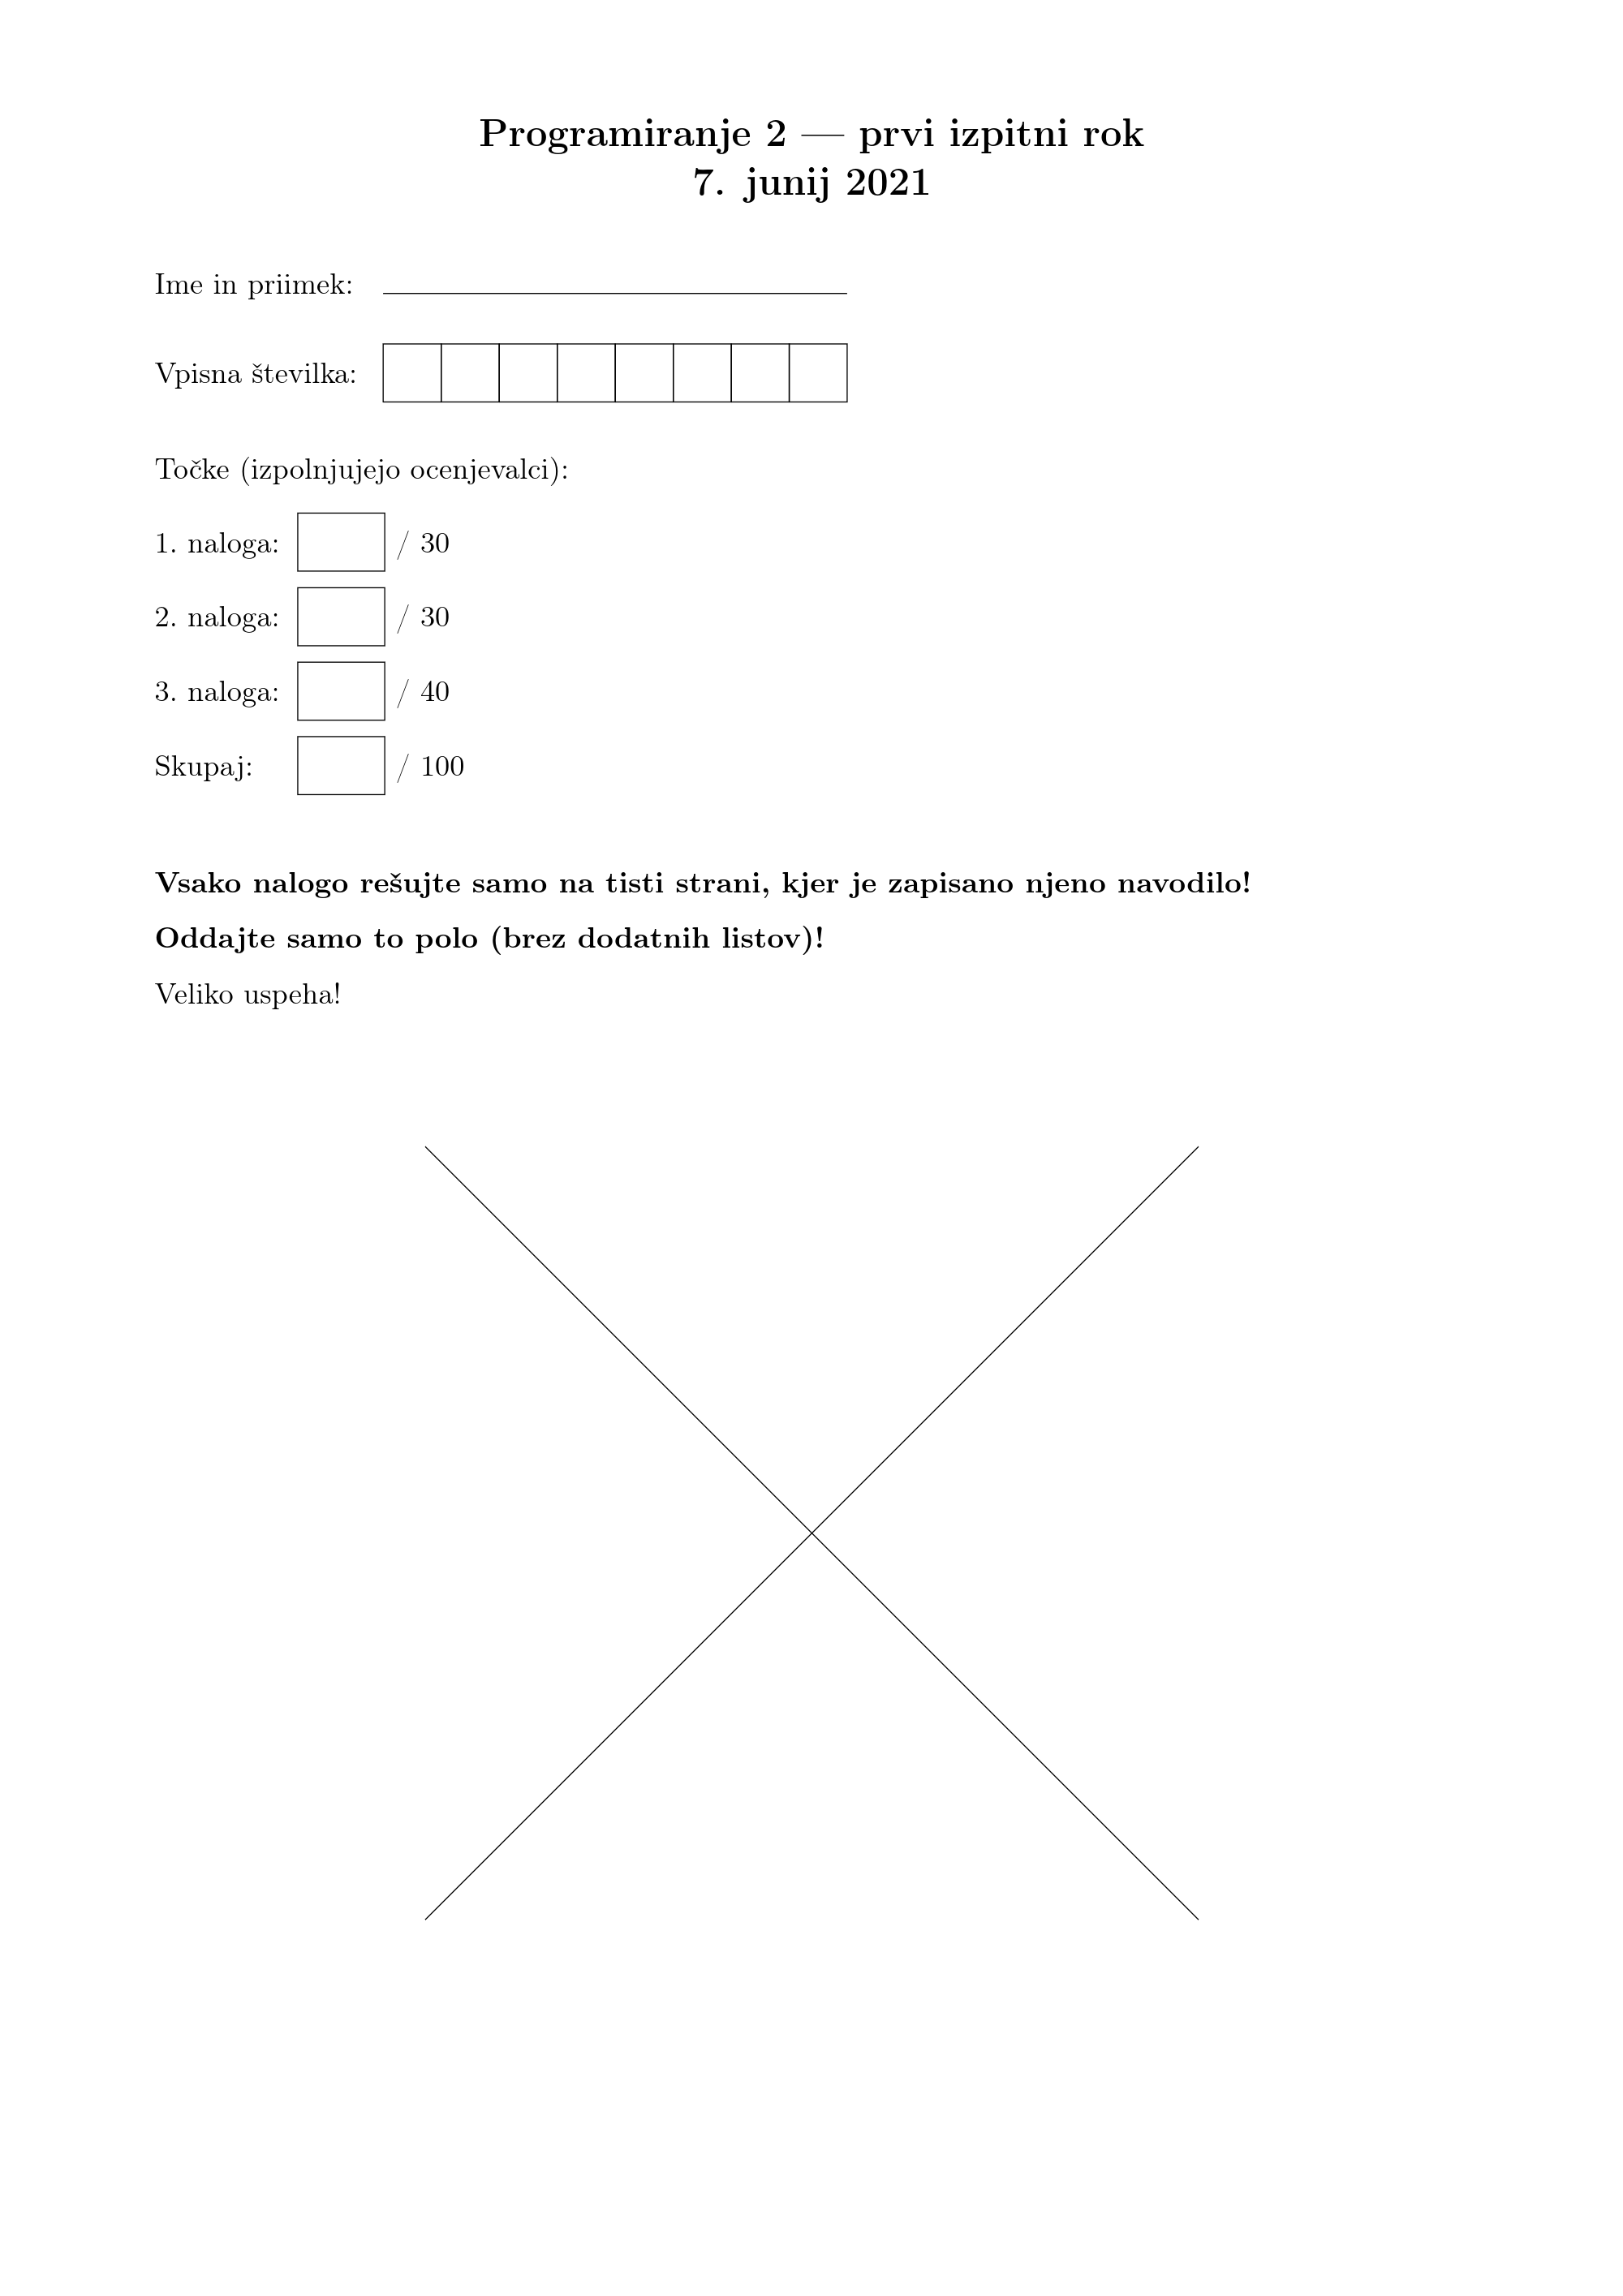 Programiranje 2 — prvi izpitni rok
7. junij 2021
Ime in priimek:
Vpisna številka:
Točke (izpolnjujejo ocenjevalci):
1. naloga: / 30
2. naloga: / 30
3. naloga: / 40
Skupaj: / 100
Vsako nalogo rešujte samo na tisti strani, kjer je zapisano njeno navodilo!
Oddajte samo to polo (brez dodatnih listov)!
Veliko uspeha!